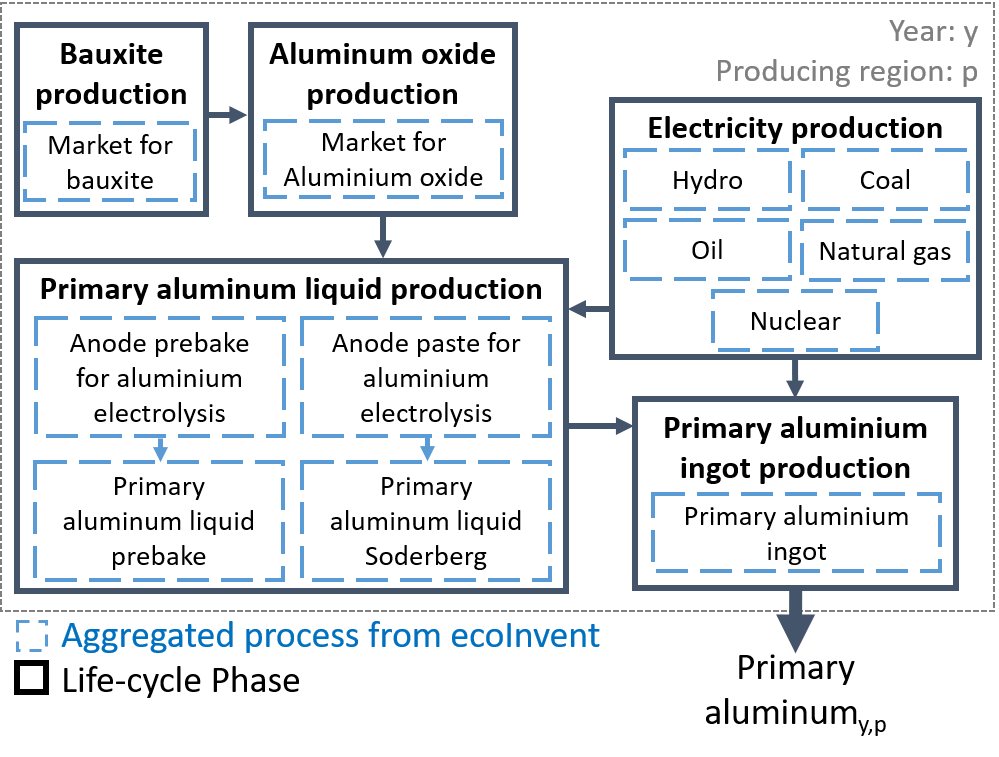 Year: y
Producing region: p
Bauxite
production
Market for
bauxite
Aluminum oxide
production
Market for
Aluminium oxide
Electricity production
Hydro
Coal
Oil
Natural gas
Nuclear
Primary aluminum liquid production
Anode prebake
for aluminium
electrolysis
Anode paste for
aluminium
electrolysis
Primary
aluminum liquid
prebake
Primary
aluminum liquid
Soderberg
Primary aluminium
ingot production
Primary aluminium
ingot
Aggregated process from ecoInvent
Life-cycle Phase
Primary
aluminum y,p